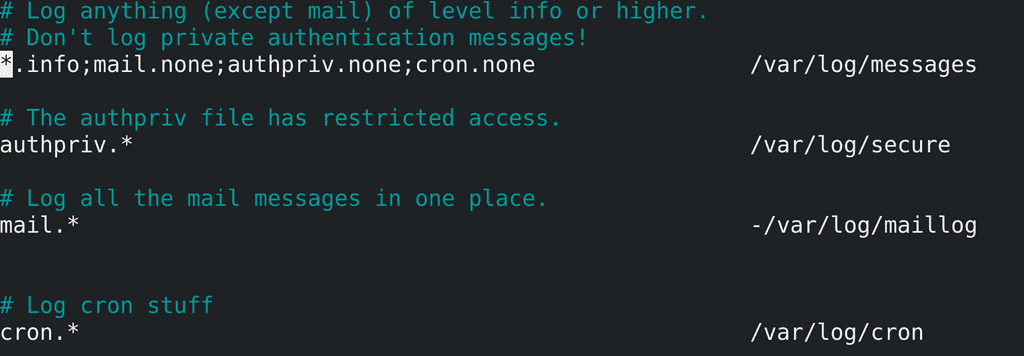 # Log anything (except mail) of level info or higher.
# Don't log private authentication messages!
*.info;mail.none;authpriv.none;cron.none                /var/log/messages
# The authpriv file has restricted access.
authpriv.*                                              /var/log/secure
# Log all the mail messages in one place.
mail.*                                                  -/var/log/maillog
# Log cron stuff
cron.*                                                  /var/log/cron